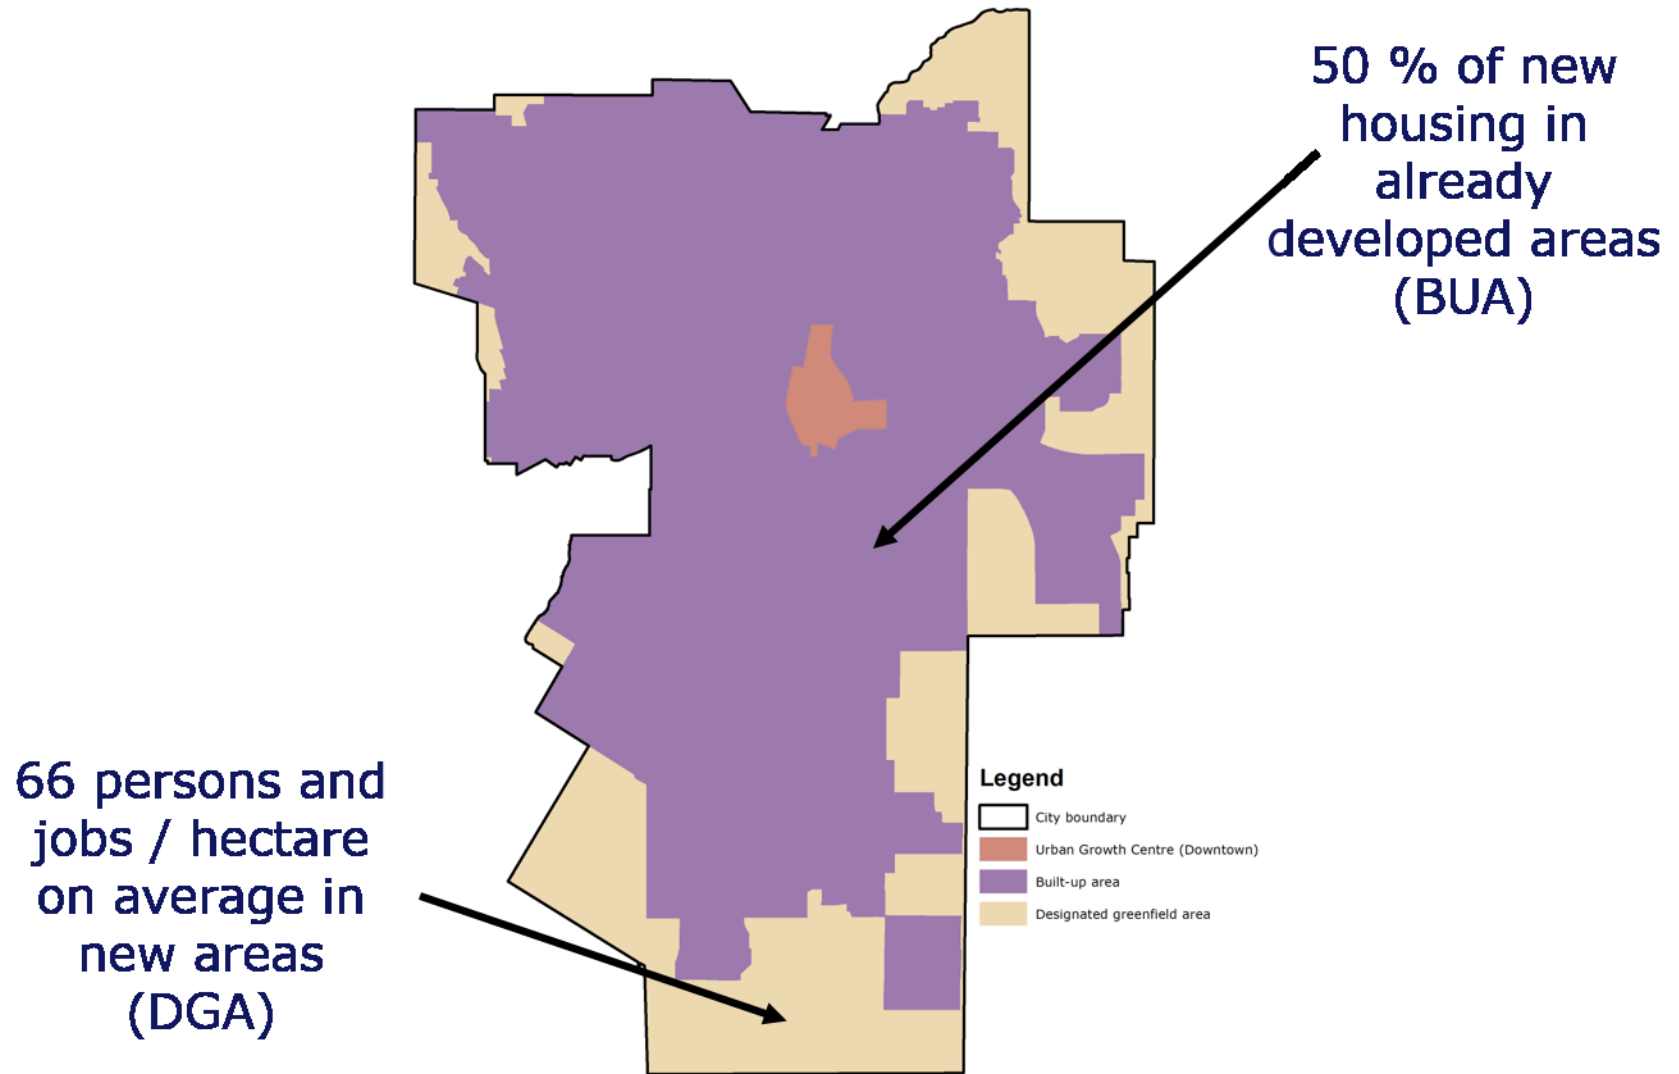 50 % of new
housing in
already
developed areas
(BUA)
66 persons and
jobs / hectare
on average in
new areas
(DGA)
Legend
City boundary
Urban Growth Centre (Downtown)
Built-up area
Designated greenfield area